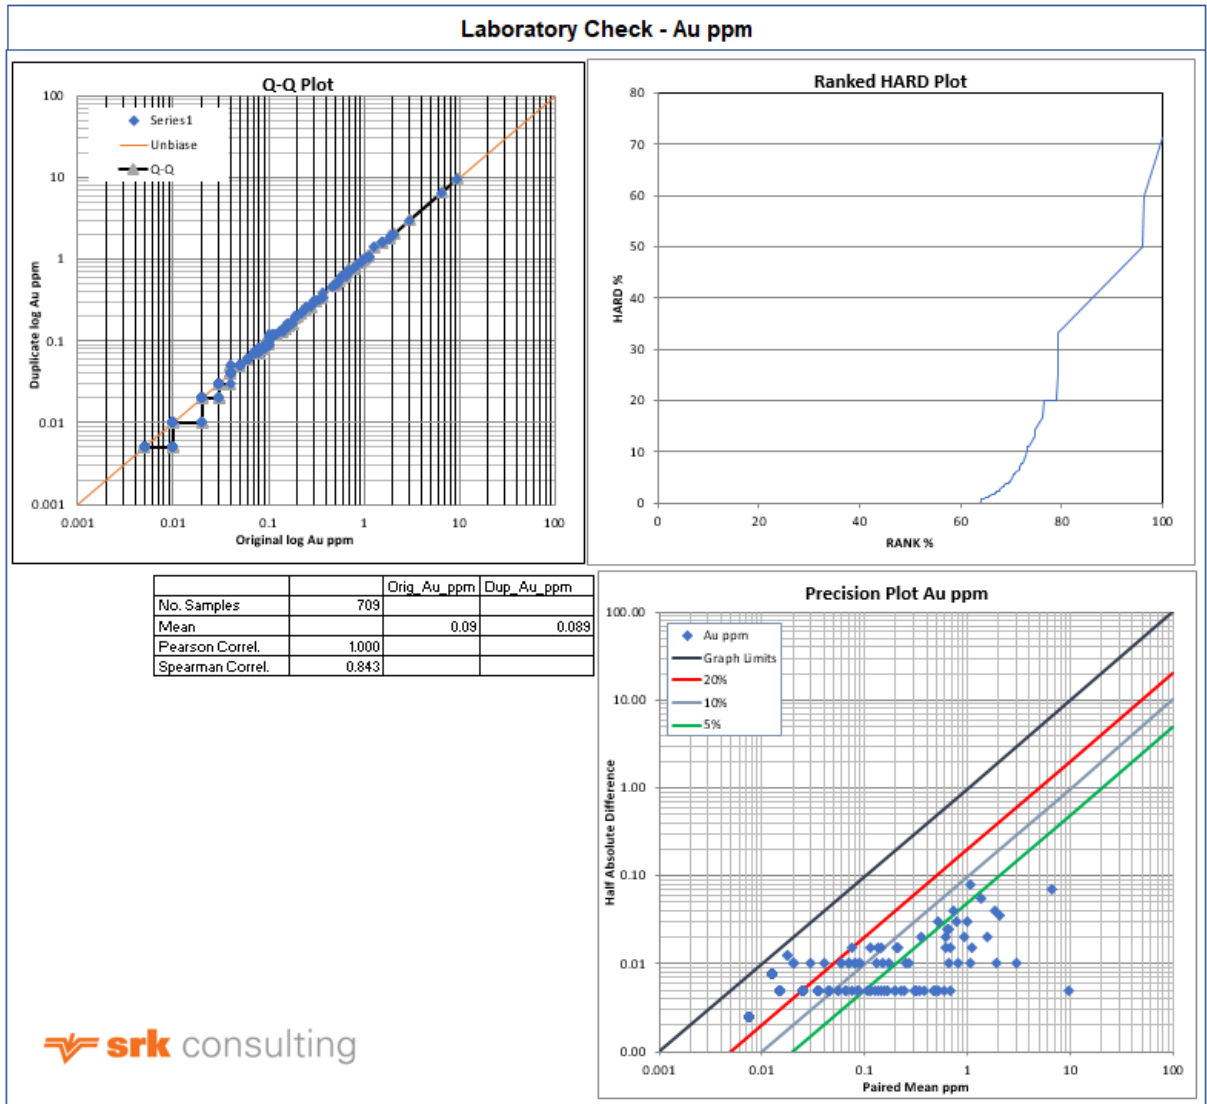 Laboratory Check - Au ppm
Q-Q Plot
100
10
1
0.1
0.01
0.001
Duplicate log Au ppm
Series1
Unbiase
Q-Q
0.001 0.01 0.1 1 10 100
Original log Au ppm
Ranked HARD Plot
80
70
60
50
40
30
20
10
0
HARD %
0 20 40 60 80 100
RANK %
Orig_Au_ppm Dup_Au_ppm
No. Samples 709
Mean 0.09 0.089
Pearson Correl. 1.000
Spearman Correl. 0.843
Precision Plot Au ppm
100.00
10.00
1.00
0.10
0.01
0.00
Half Absolute Difference
Au ppm
Graph Limits
20%
10%
5%
0.001 0.01 0.1 1 10 100
Paired Mean ppm
srk consulting